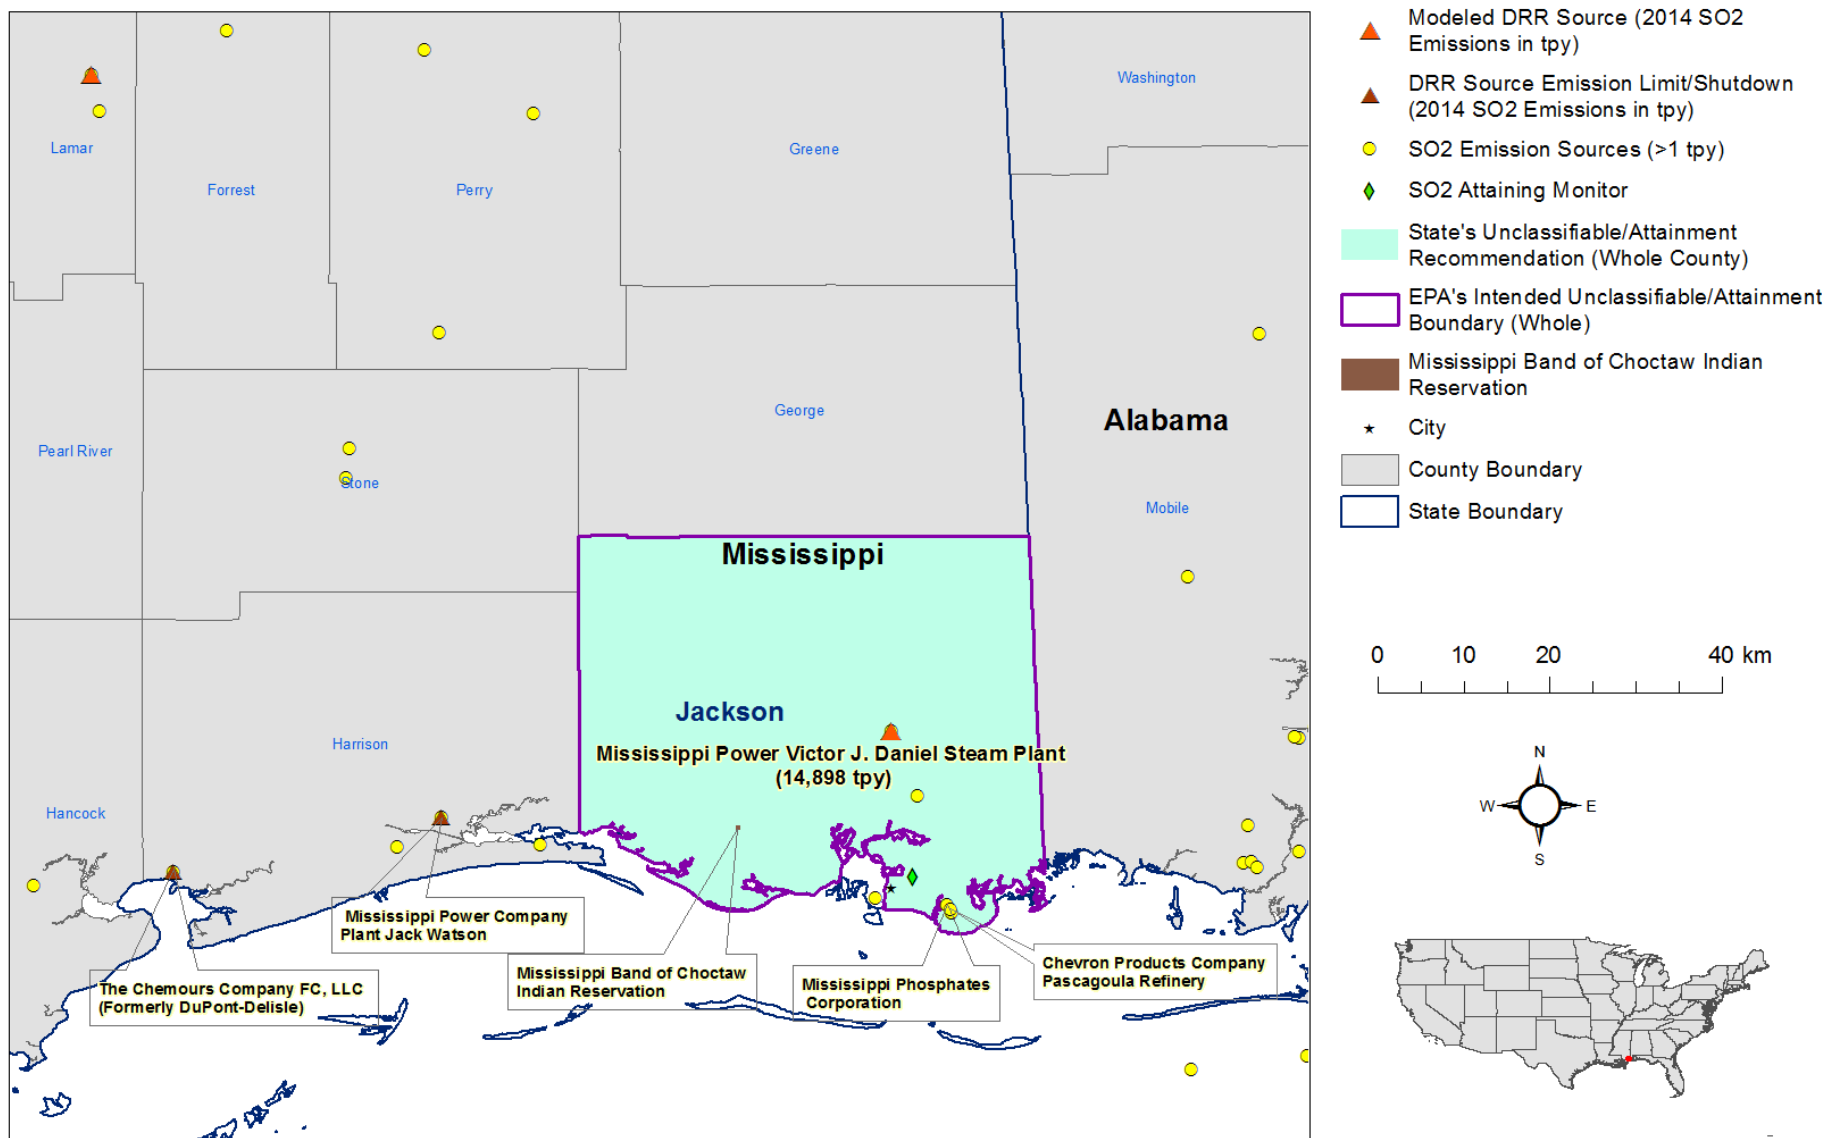 Modeled DRR Source (2014 SO2
Emissions in tpy)
DRR Source Emission Limit/Shutdown
(2014 SO2 Emissions in tpy)
SO2 Emission Sources (>1 tpy)
SO2 Attaining Monitor
State's Unclassifiable/Attainment
Recommendation (Whole County)
EPA's Intended Unclassifiable/Attainment
Boundary (Whole)
Mississippi Band of Choctaw Indian
Reservation
City
County Boundary
State Boundary
0 10 20 40 km
N
W E
S
Washington
Lamar
Forrest
Perry
Greene
George
Alabama
Pearl River
Stone
Mobile
Mississippi
Jackson
Harrison
Mississippi Power Victor J. Daniel Steam Plant
(14,898 tpy)
Hancock
Mississippi Power Company
Plant Jack Watson
The Chemours Company FC, LLC
(Formerly DuPont-Delisle)
Mississippi Band of Choctaw
Indian Reservation
Mississippi Phosphates
Corporation
Chevron Products Company
Pascagoula Refinery